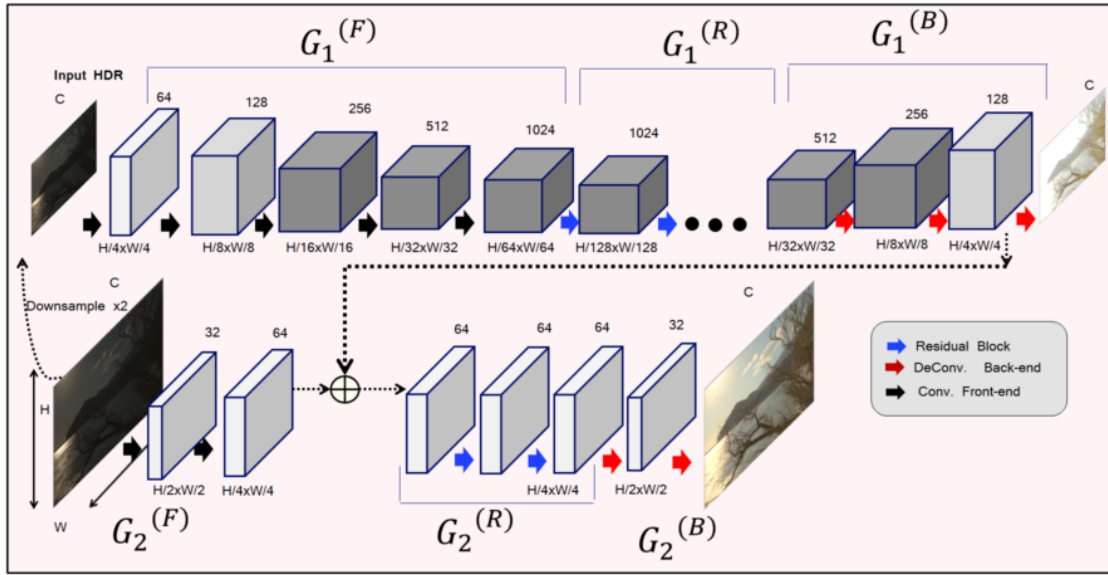 G₁⁽ᶠ⁾ G₁⁽ᴿ⁾ G₁⁽ᴮ⁾
Input HDR
C 64 128 256 512 1024 1024 512 256 128 C
H/4xW/4 H/8xW/8 H/16xW/16 H/32xW/32 H/64xW/64 H/128xW/128 H/32xW/32 H/8xW/8 H/4xW/4
Downsample x2
C 32 64 64 64 64 32 C
H
W
H/2xW/2 H/4xW/4 H/4xW/4 H/2xW/2
G₂⁽ᶠ⁾ G₂⁽ᴿ⁾ G₂⁽ᴮ⁾
Residual Block
DeConv. Back-end
Conv. Front-end